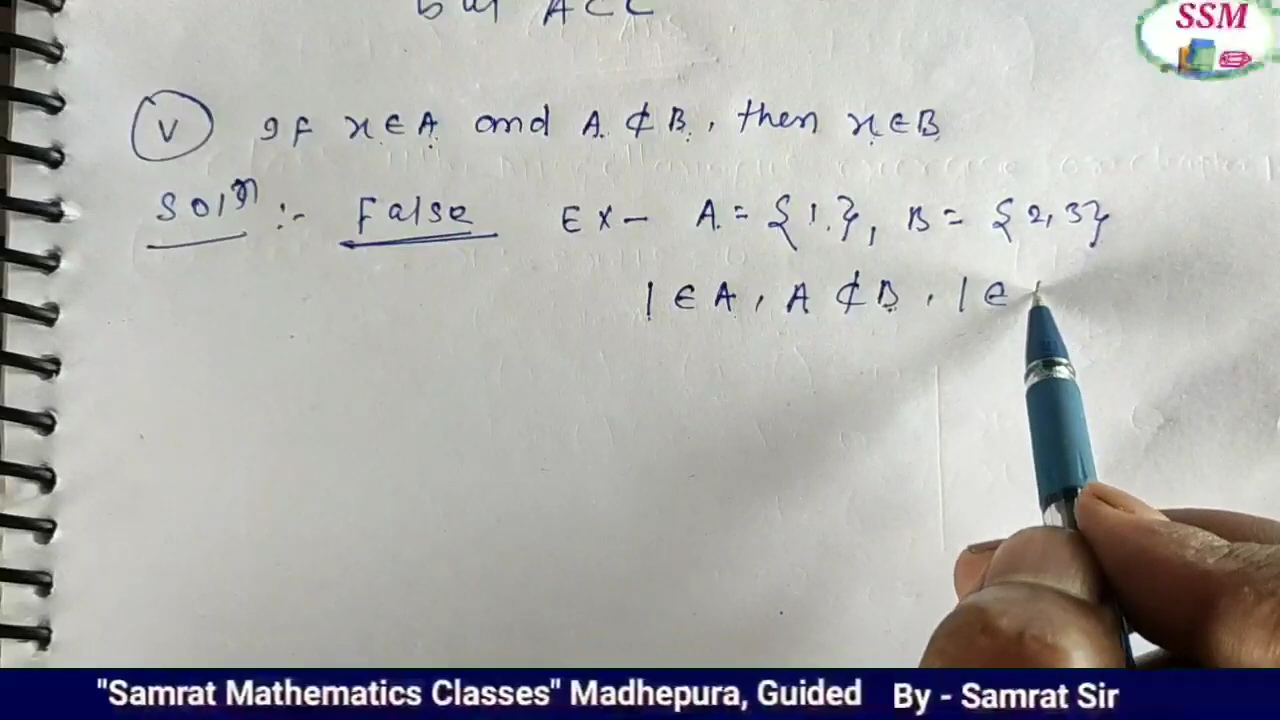 but A⊂C
SSM
(v) If x∈A and A⊄B, then x∈B
Solⁿ:- False Ex- A = {1.}, B = {2,3}
1∈A, A⊄B, 1∈
"Samrat Mathematics Classes" Madhepura, Guided By - Samrat Sir